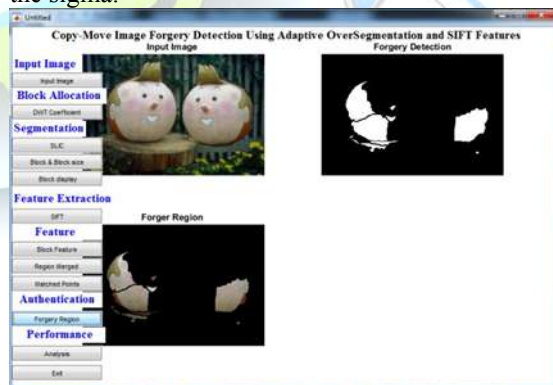 the sigma.
Untitled
Copy-Move Image Forgery Detection Using Adaptive OverSegmentation and SIFT Features
Input Image
Forgery Detection
Input Image
Input Image
Block Allocation
DWT Coefficient
Segmentation
SLIC
Block & Block size
Block display
Feature Extraction
SIFT
Forger Region
Feature
Block Feature
Region Merged
Matched Points
Authentication
Forgery Region
Performance
Analysis
Exit